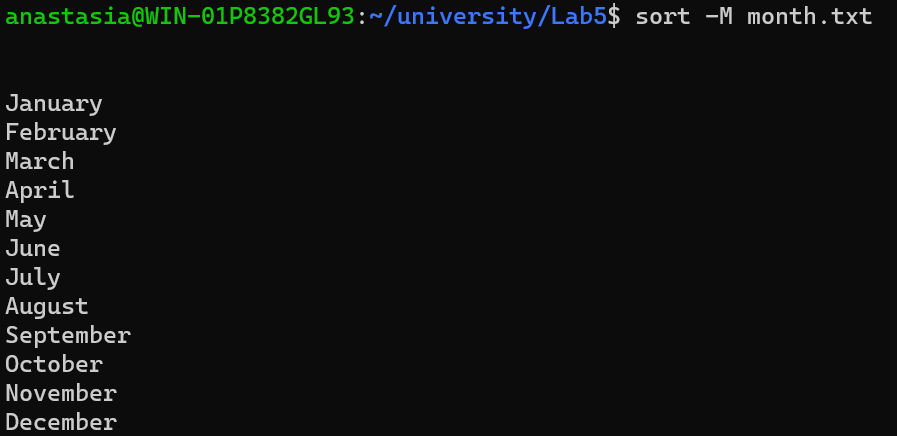 anastasia@WIN-01P8382GL93:~/university/Lab5$ sort -M month.txt
January
February
March
April
May
June
July
August
September
October
November
December